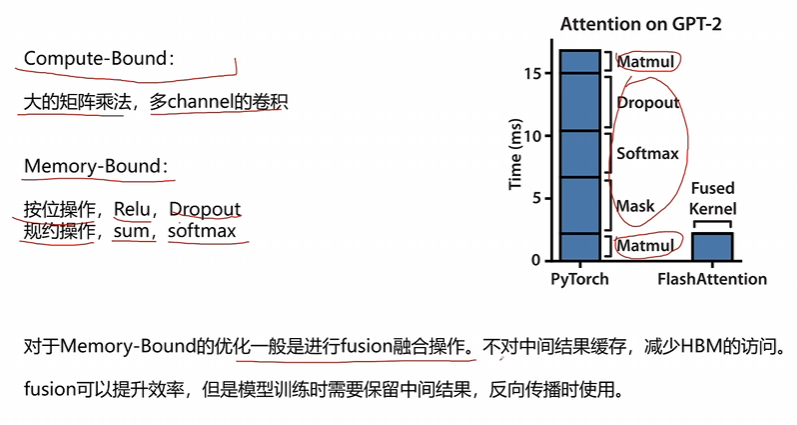 Compute-Bound：
大的矩阵乘法，多channel的卷积
Memory-Bound：
按位操作，Relu，Dropout
规约操作，sum，softmax
Attention on GPT-2
Time (ms)
15
10
5
0
Matmul
Dropout
Softmax
Mask
Matmul
Fused
Kernel
PyTorch
FlashAttention
对于Memory-Bound的优化一般是进行fusion融合操作。不对中间结果缓存，减少HBM的访问。
fusion可以提升效率，但是模型训练时需要保留中间结果，反向传播时使用。